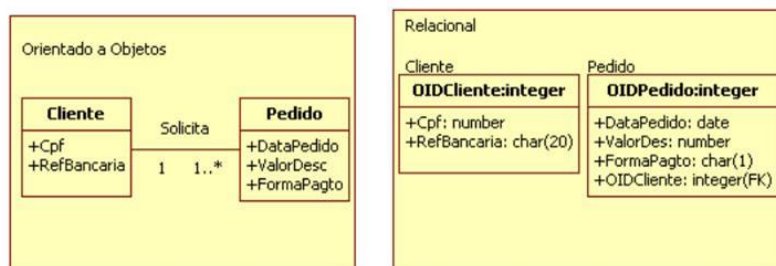 Orientado a Objetos
Cliente
+Cpf
+RefBancaria
Solicita
1 1..*
Pedido
+DataPedido
+ValorDesc
+FormaPagto
Relacional
Cliente
OIDCliente:integer
+Cpf: number
+RefBancaria: char(20)
Pedido
OIDPedido:integer
+DataPedido: date
+ValorDes: number
+FormaPagto: char(1)
+OIDCliente: integer(FK)